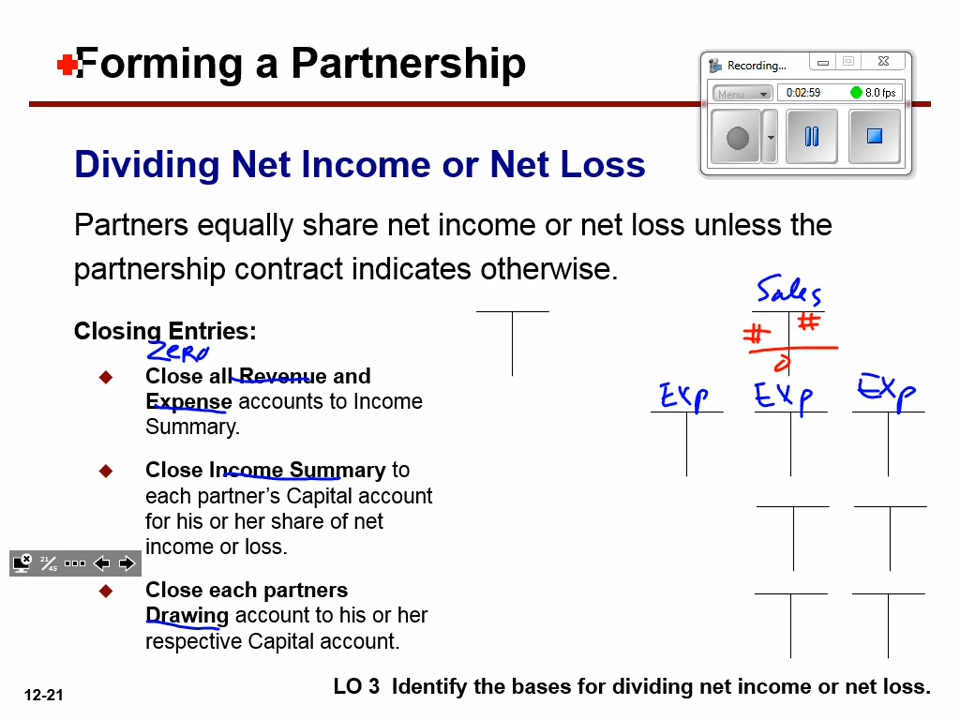 Forming a Partnership
Recording...
Menu
0:02:59
8.0 fps
Dividing Net Income or Net Loss
Partners equally share net income or net loss unless the
partnership contract indicates otherwise.
Sales
# #
0
Closing Entries:
Zero
Close all Revenue and
Expense accounts to Income
Summary.
Exp Exp Exp
Close Income Summary to
each partner's Capital account
for his or her share of net
income or loss.
21/45
Close each partners
Drawing account to his or her
respective Capital account.
12-21
LO 3 Identify the bases for dividing net income or net loss.